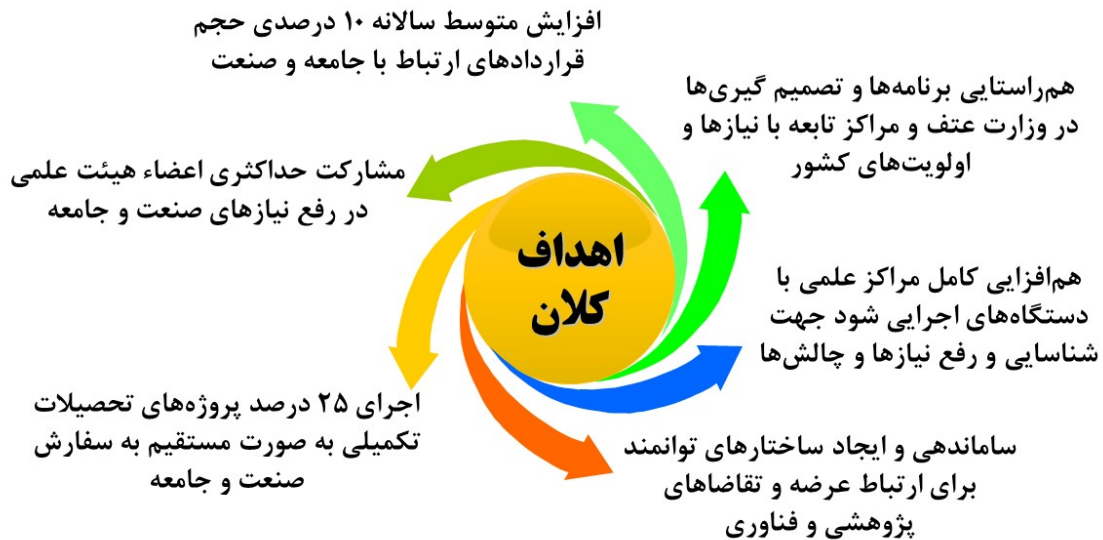 افزایش متوسط سالانه ۱۰ درصدی حجم
قراردادهای ارتباط با جامعه و صنعت
هم‌راستایی برنامه‌ها و تصمیم گیری‌ها
در وزارت عتف و مراکز تابعه با نیازها و
اولویت‌های کشور
مشارکت حداکثری اعضاء هیئت علمی
در رفع نیازهای صنعت و جامعه
اهداف
کلان
هم‌افزایی کامل مراکز علمی با
دستگاه‌های اجرایی شود جهت
شناسایی و رفع نیازها و چالش‌ها
اجرای ۲۵ درصد پروژه‌های تحصیلات
تکمیلی به صورت مستقیم به سفارش
صنعت و جامعه
ساماندهی و ایجاد ساختارهای توانمند
برای ارتباط عرضه و تقاضاهای
پژوهشی و فناوری